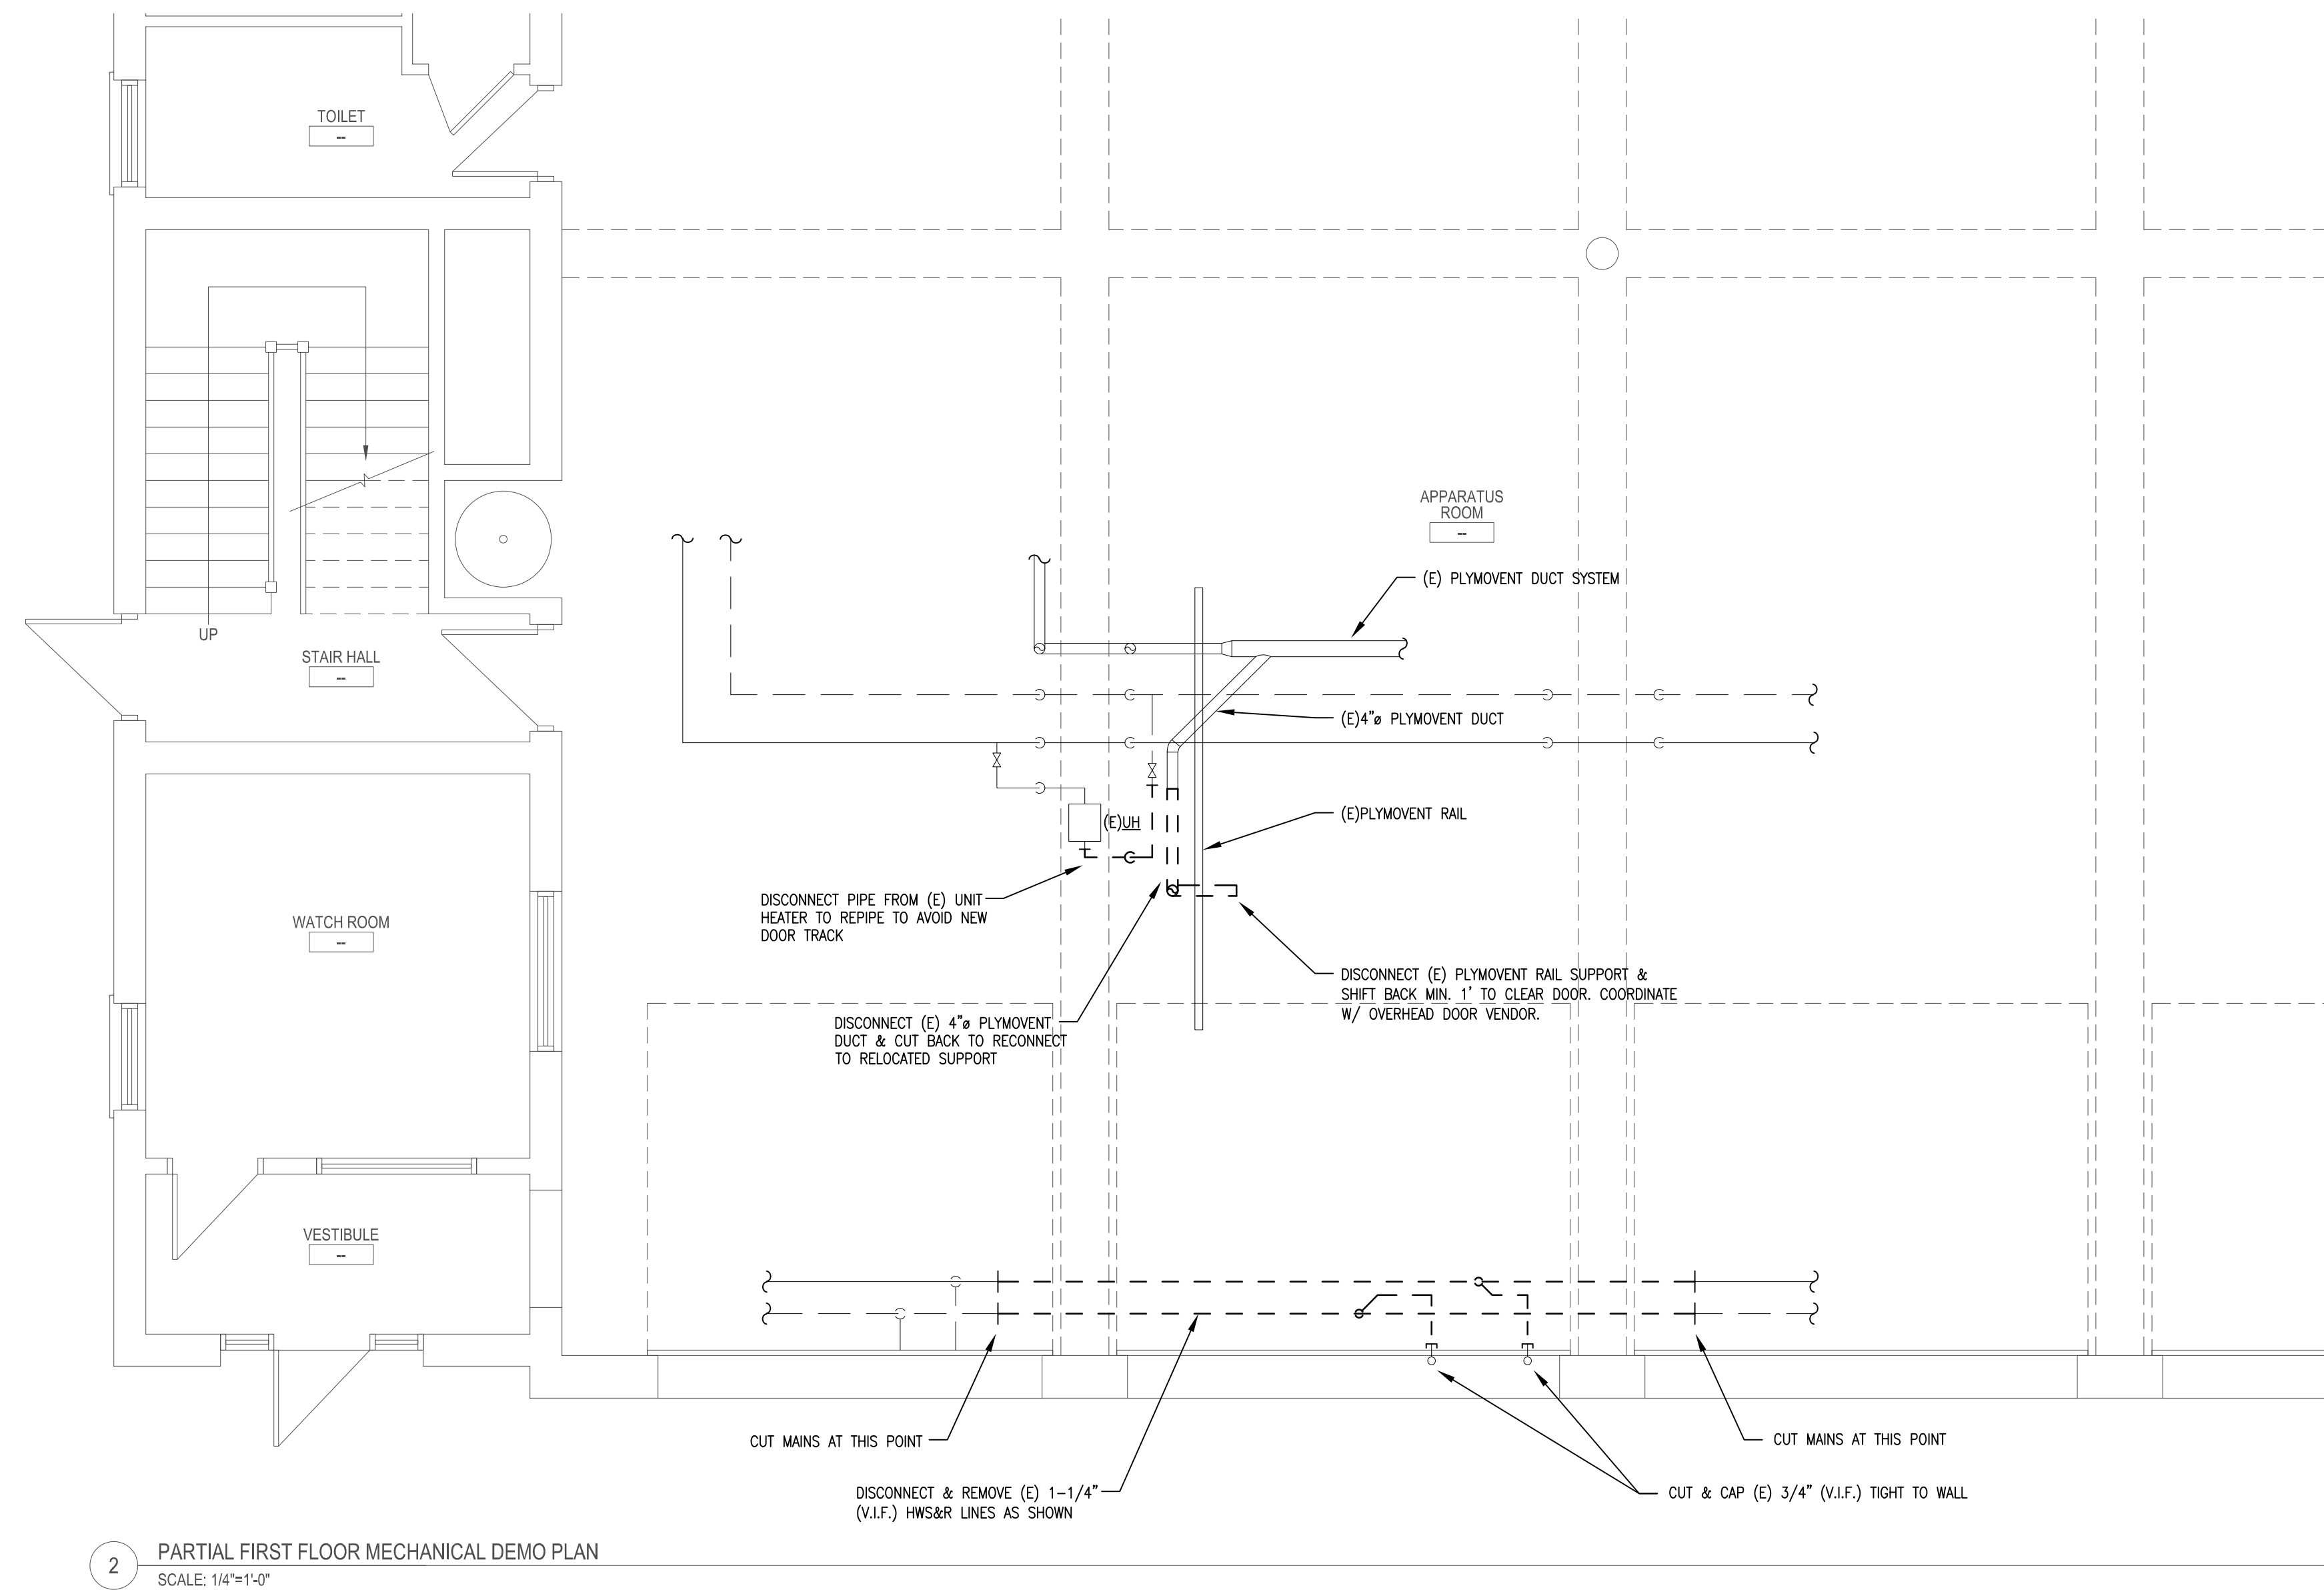 TOILET
--
APPARATUS
ROOM
--
(E) PLYMOVENT DUCT SYSTEM
UP
STAIR HALL
--
(E)4"ø PLYMOVENT DUCT
(E)PLYMOVENT RAIL
(E)UH
DISCONNECT PIPE FROM (E) UNIT
HEATER TO REPIPE TO AVOID NEW
DOOR TRACK
WATCH ROOM
--
DISCONNECT (E) PLYMOVENT RAIL SUPPORT &
SHIFT BACK MIN. 1' TO CLEAR DOOR. COORDINATE
W/ OVERHEAD DOOR VENDOR.
DISCONNECT (E) 4"ø PLYMOVENT
DUCT & CUT BACK TO RECONNECT
TO RELOCATED SUPPORT
VESTIBULE
--
CUT MAINS AT THIS POINT
CUT MAINS AT THIS POINT
DISCONNECT & REMOVE (E) 1-1/4"
(V.I.F.) HWS&R LINES AS SHOWN
CUT & CAP (E) 3/4" (V.I.F.) TIGHT TO WALL
2
PARTIAL FIRST FLOOR MECHANICAL DEMO PLAN
SCALE: 1/4"=1'-0"